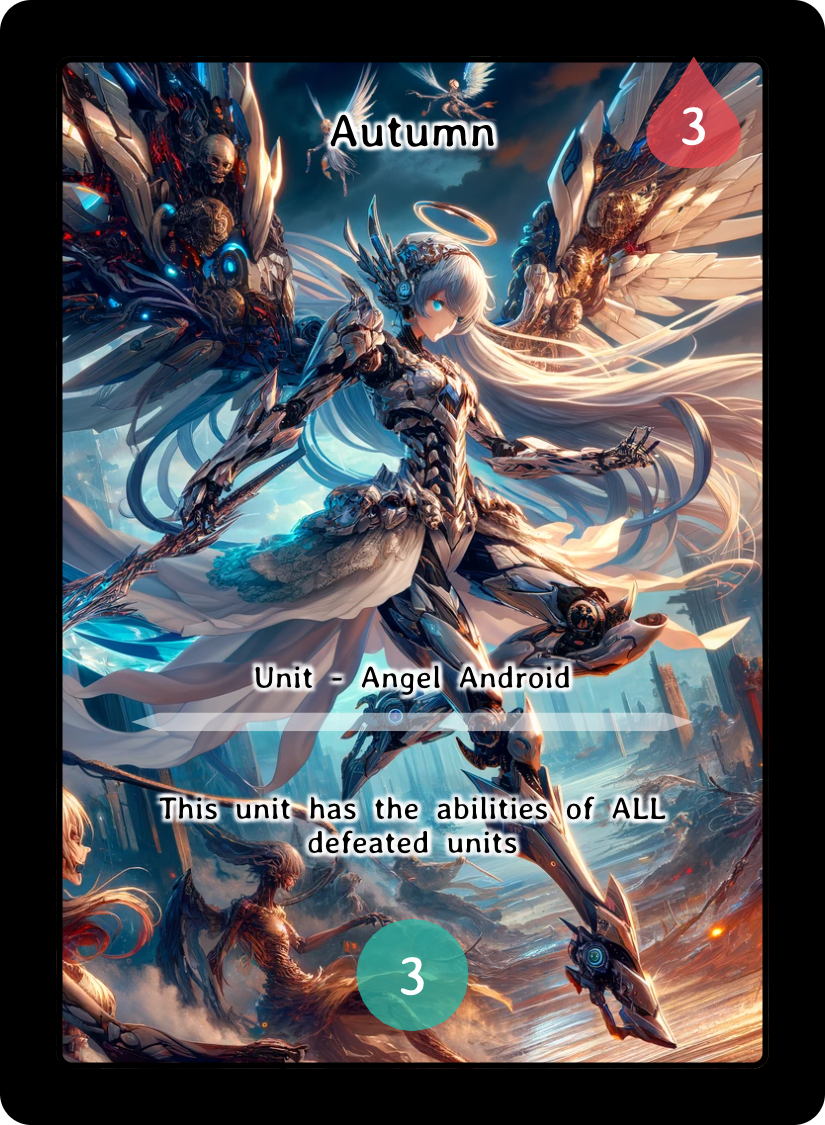 Autumn
3
Unit - Angel Android
This unit has the abilities of ALL
defeated units
3